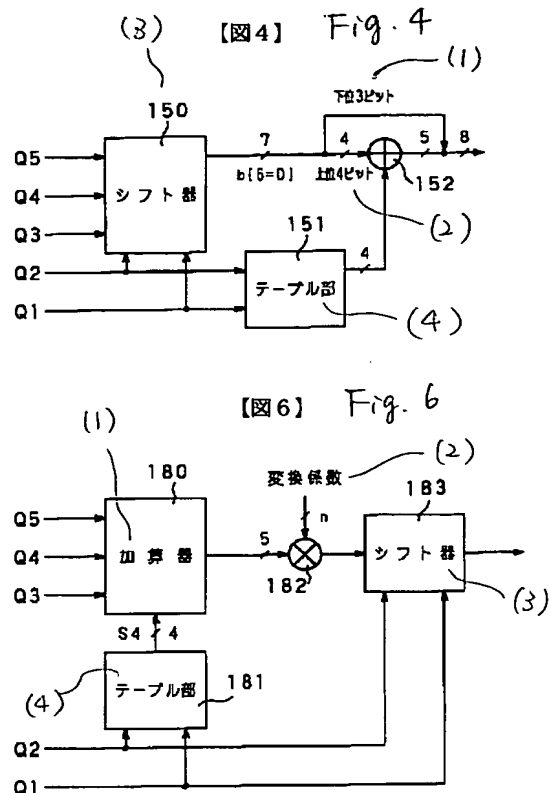 (3)
【図4】 Fig. 4
(1)
下位3ビット
150
7
4
5
8
Q5
Q4
シフト器
Q3
b[δ=0]
上位4ビット
152
(2)
151
Q2
4
テーブル部
Q1
(4)
【図6】 Fig. 6
(1)
180
変換係数
(2)
183
Q5
n
Q4
加算器
5
シフト器
182
Q3
(3)
S4
4
(4)
テーブル部
181
Q2
Q1